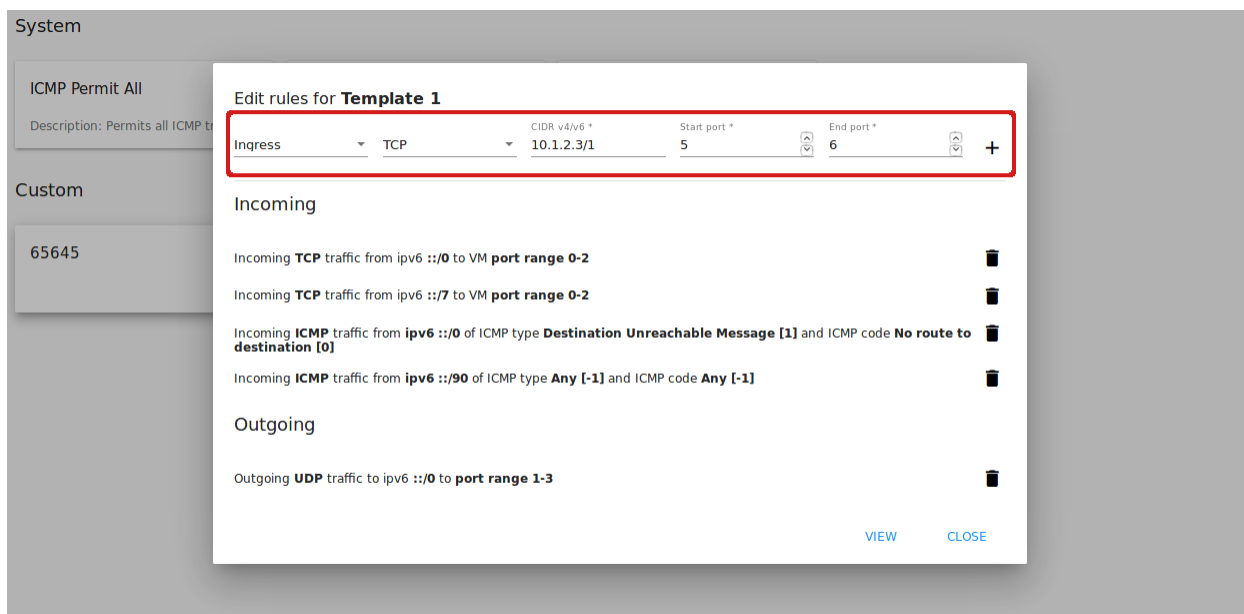 System
ICMP Permit All
Description: Permits all ICMP
Custom
65645
Edit rules for Template 1
CIDR v4/v6 * Start port * End port *
Ingress TCP 10.1.2.3/1 5 6 +
Incoming
Incoming TCP traffic from ipv6 ::/0 to VM port range 0-2
Incoming TCP traffic from ipv6 ::/7 to VM port range 0-2
Incoming ICMP traffic from ipv6 ::/0 of ICMP type Destination Unreachable Message [1] and ICMP code No route to
destination [0]
Incoming ICMP traffic from ipv6 ::/90 of ICMP type Any [-1] and ICMP code Any [-1]
Outgoing
Outgoing UDP traffic to ipv6 ::/0 to port range 1-3
VIEW CLOSE